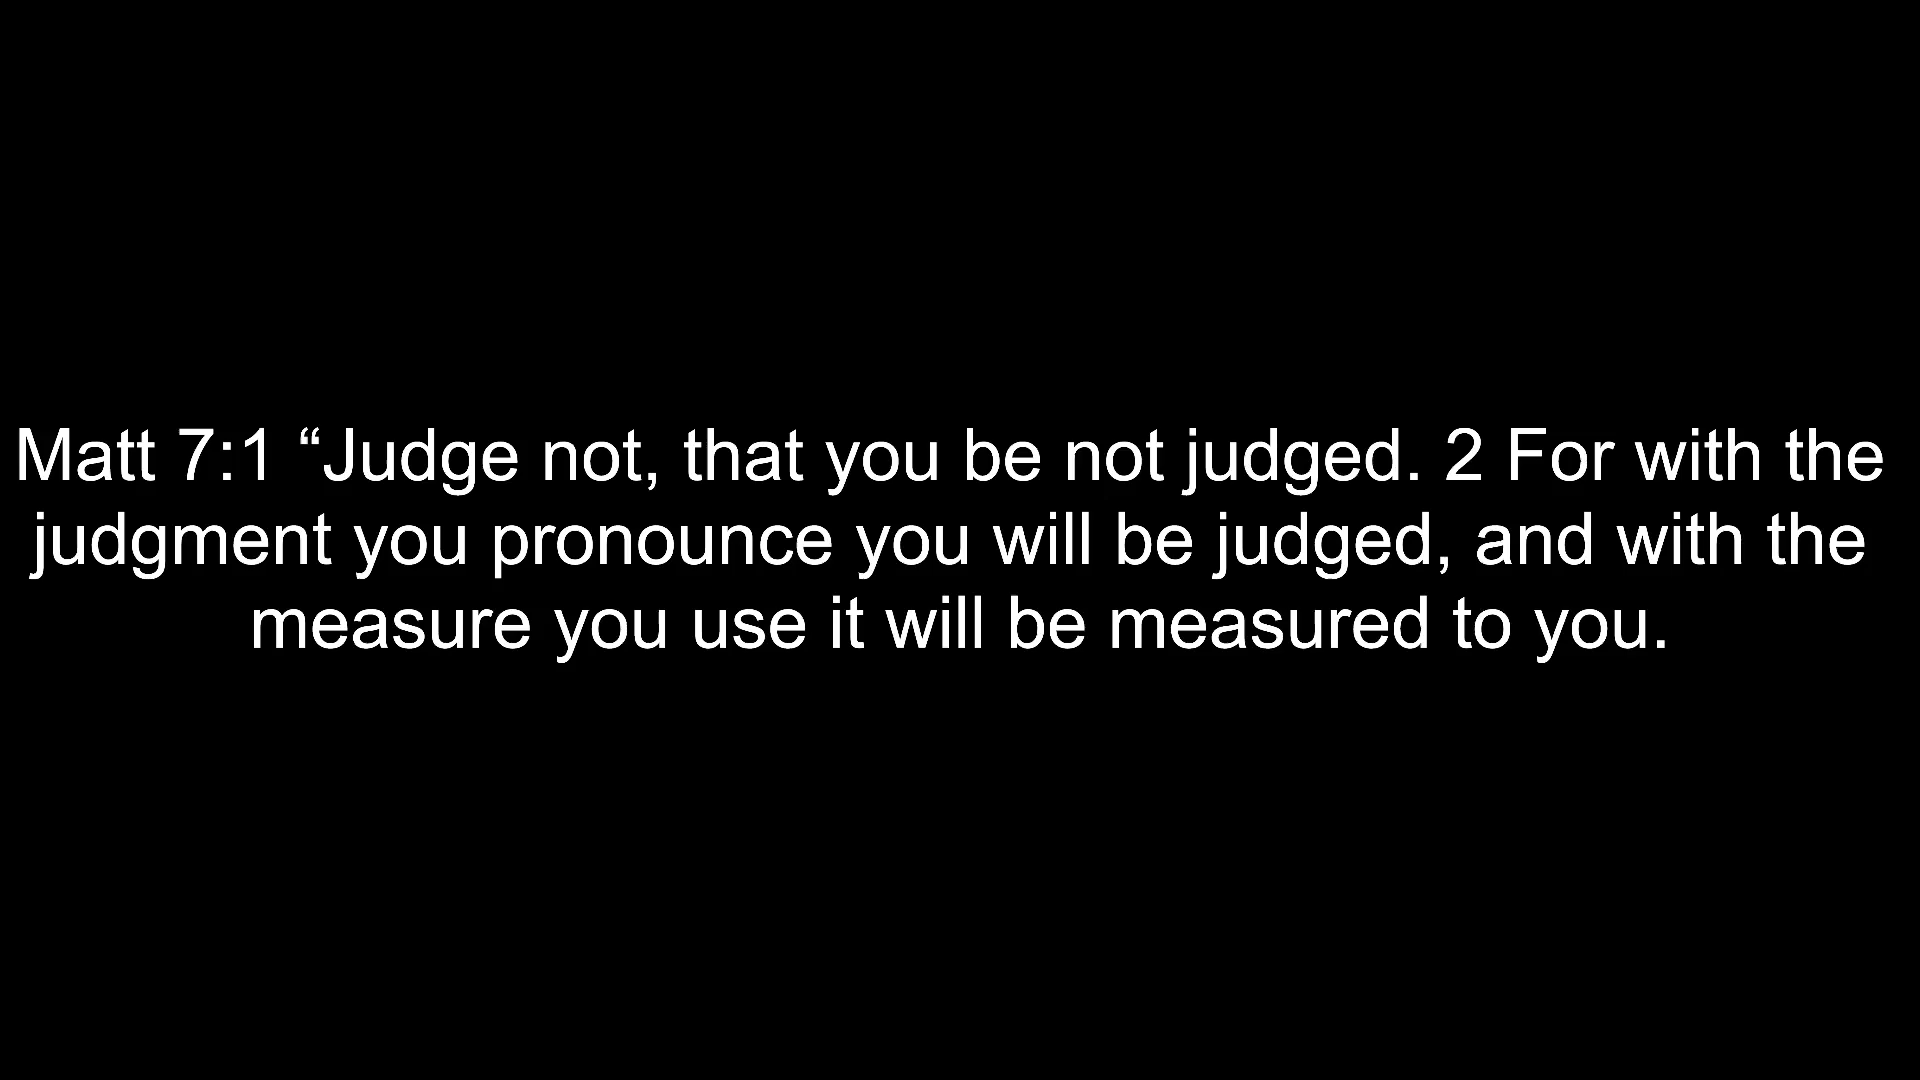 Matt 7:1 “Judge not, that you be not judged. 2 For with the
judgment you pronounce you will be judged, and with the
measure you use it will be measured to you.